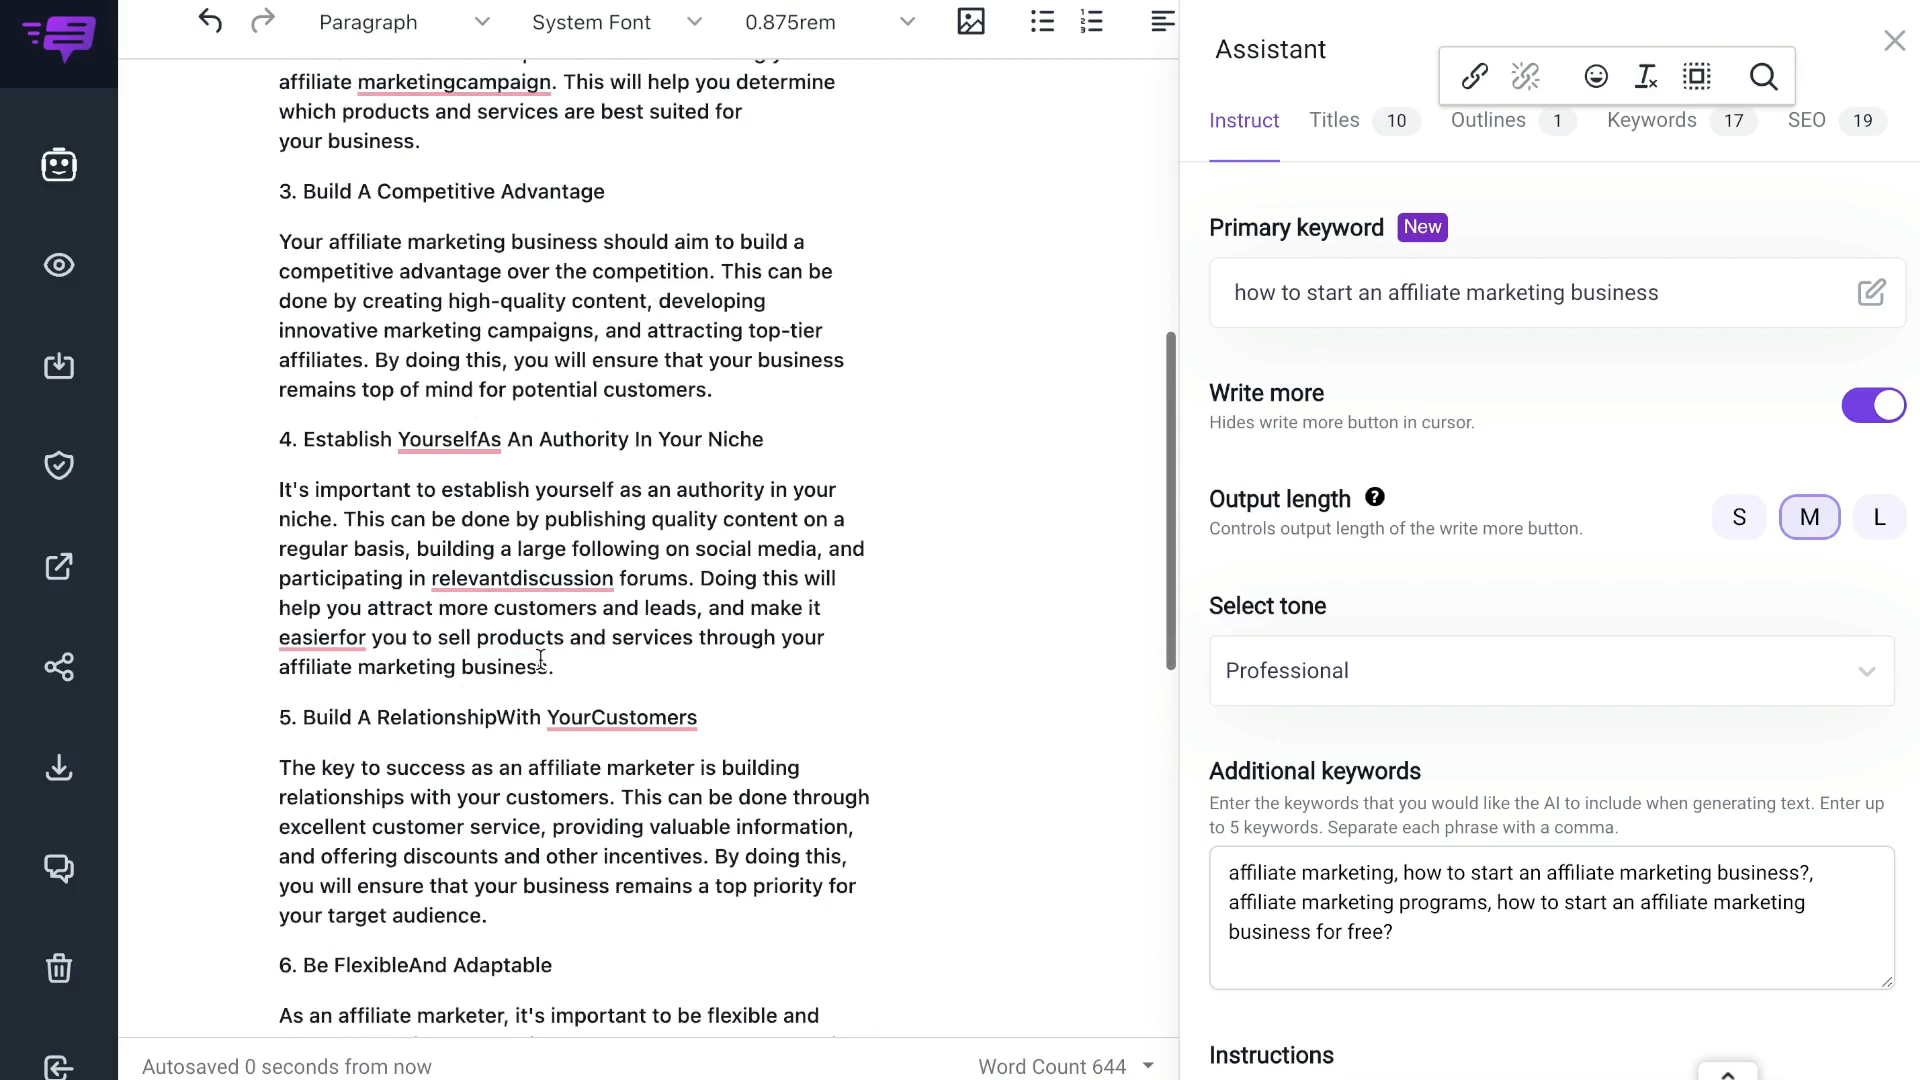 Paragraph
System Font
0.875rem
affiliate marketingcampaign. This will help you determine
which products and services are best suited for
your business.
3. Build A Competitive Advantage
Your affiliate marketing business should aim to build a
competitive advantage over the competition. This can be
done by creating high-quality content, developing
innovative marketing campaigns, and attracting top-tier
affiliates. By doing this, you will ensure that your business
remains top of mind for potential customers.
4. Establish YourselfAs An Authority In Your Niche
It's important to establish yourself as an authority in your
niche. This can be done by publishing quality content on a
regular basis, building a large following on social media, and
participating in relevantdiscussion forums. Doing this will
help you attract more customers and leads, and make it
easierfor you to sell products and services through your
affiliate marketing business.
5. Build A RelationshipWith YourCustomers
The key to success as an affiliate marketer is building
relationships with your customers. This can be done through
excellent customer service, providing valuable information,
and offering discounts and other incentives. By doing this,
you will ensure that your business remains a top priority for
your target audience.
6. Be FlexibleAnd Adaptable
As an affiliate marketer, it's important to be flexible and
Autosaved 0 seconds from now
Word Count 644
Assistant
Instruct
Titles 10
Outlines 1
Keywords 17
SEO 19
Primary keyword New
how to start an affiliate marketing business
Write more
Hides write more button in cursor.
Output length
Controls output length of the write more button.
S M L
Select tone
Professional
Additional keywords
Enter the keywords that you would like the AI to include when generating text. Enter up
to 5 keywords. Separate each phrase with a comma.
affiliate marketing, how to start an affiliate marketing business?,
affiliate marketing programs, how to start an affiliate marketing
business for free?
Instructions